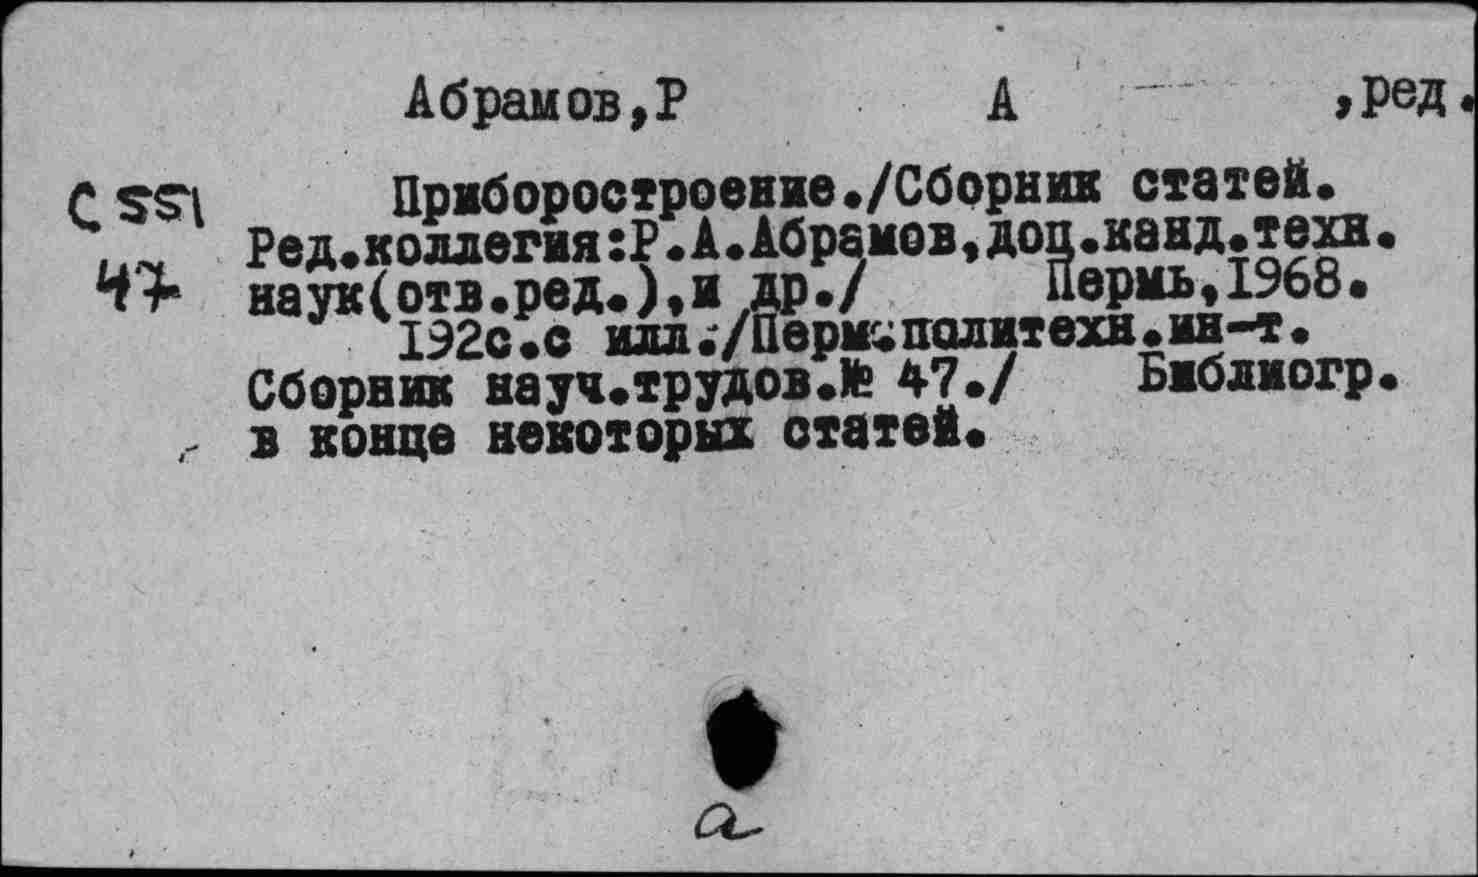 Абрамов,Р А ,ред.
С 551 Приборостроение./Сборник статей.
Ред.коллегия:Р.А.Абрамов,доц.канд.техн.
47 наук(отв.ред.),и др./ Пермь,1968.
192с.с илл./Перм.политехн.ин-т.
Сборник науч.трудов.№ 47./ Библиогр.
в конце некоторых статей.
а